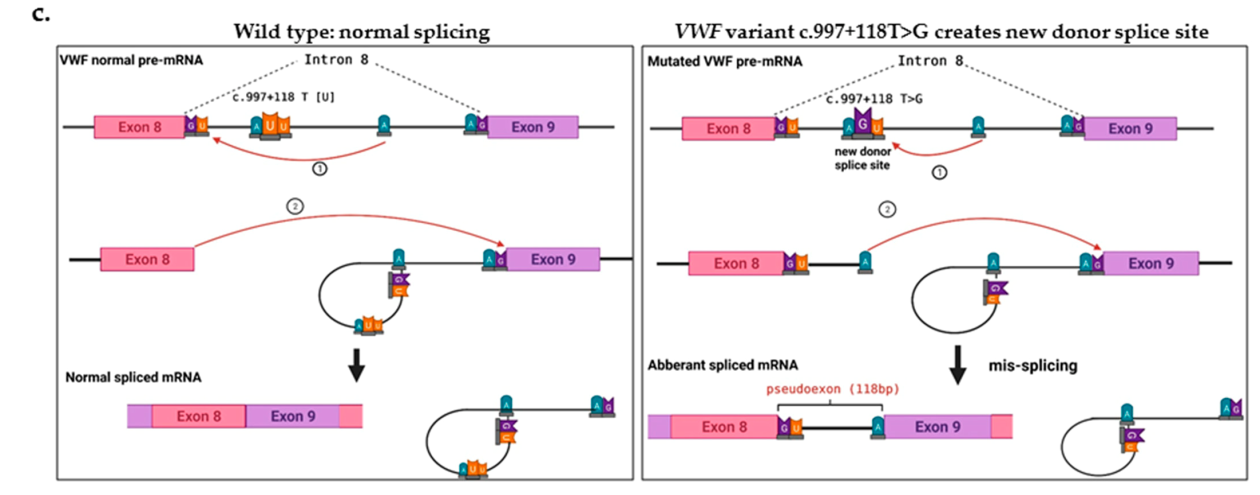 c.
Wild type: normal splicing
VWF normal pre-mRNA
Intron 8
c.997+118 T [U]
Exon 8
G U
A U U
A
A G
Exon 9
1
2
Exon 8
A
A G
Exon 9
G
U
A U U
Normal spliced mRNA
Exon 8
Exon 9
A
A G
G
U
A U U
VWF variant c.997+118T>G creates new donor splice site
Mutated VWF pre-mRNA
Intron 8
c.997+118 T>G
Exon 8
G U
A G U
A
A G
Exon 9
new donor
splice site
1
2
Exon 8
G U
A
A
A G
Exon 9
G
U
Abberant spliced mRNA
mis-splicing
pseudoexon (118bp)
Exon 8
G U
A
Exon 9
A
A G
G
U